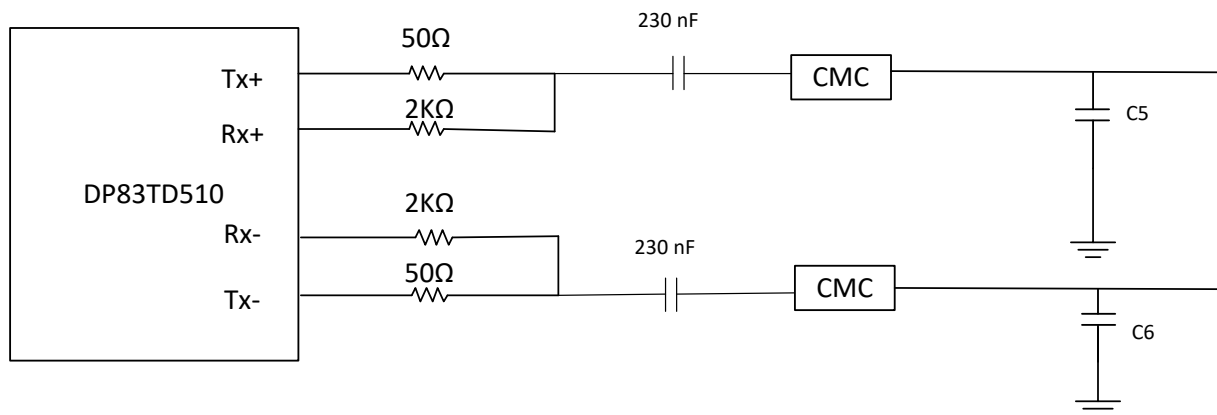 230 nF
50Ω
CMC
Tx+
2KΩ
C5
Rx+
DP83TD510
2KΩ
Rx-
230 nF
50Ω
CMC
Tx-
C6